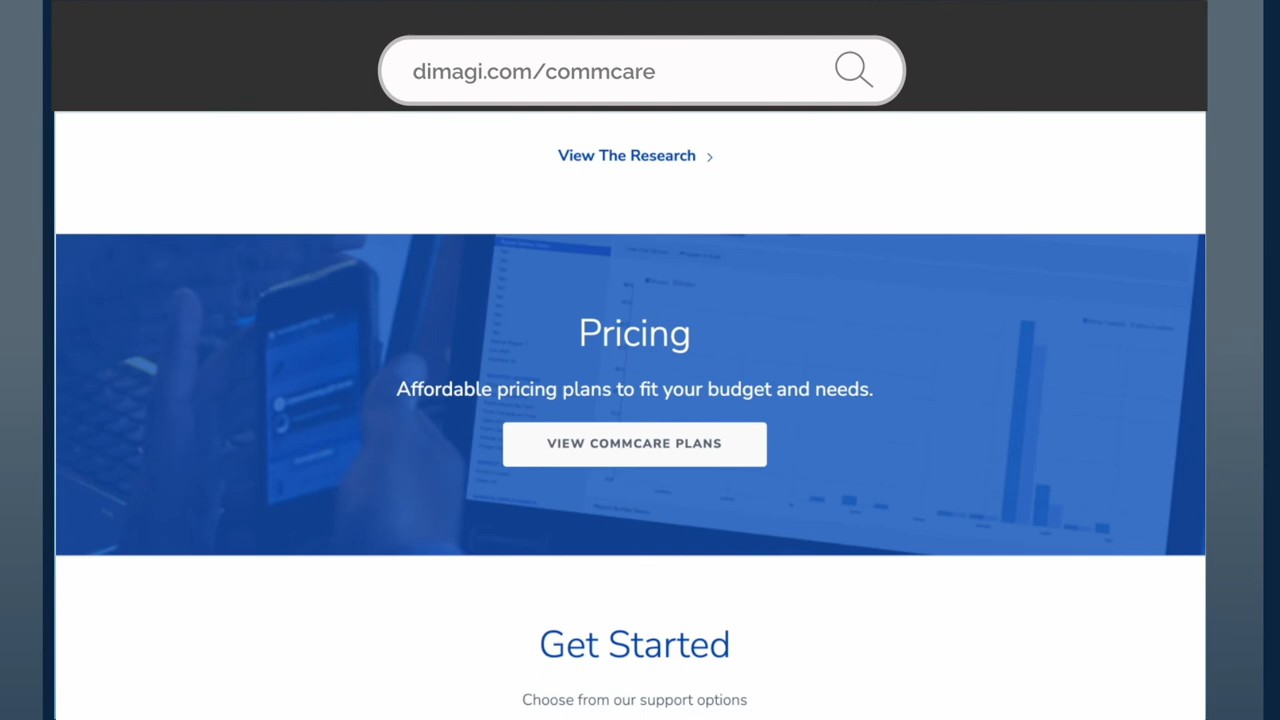 dimagi.com/commcare
View The Research
Pricing
Affordable pricing plans to fit your budget and needs.
VIEW COMMCARE PLANS
Get Started
Choose from our support options